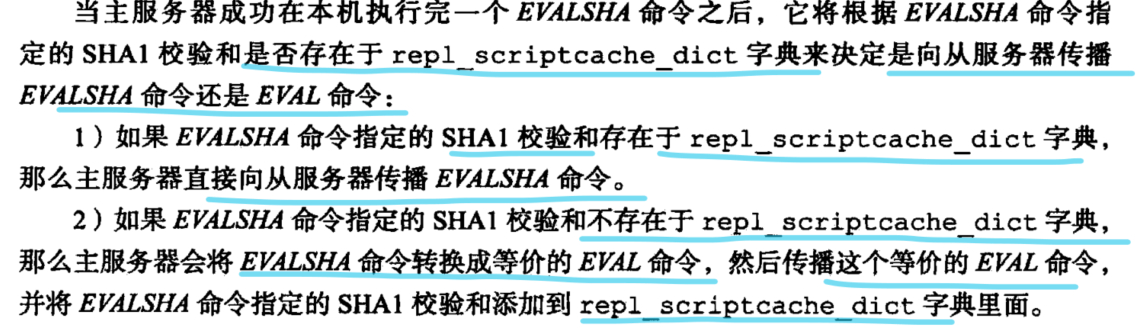 当主服务器成功在本机执行完一个 EVALSHA 命令之后，它将根据 EVALSHA 命令指
定的 SHA1 校验和是否存在于 repl_scriptcache_dict 字典来决定是向从服务器传播
EVALSHA 命令还是 EVAL 命令：
1）如果 EVALSHA 命令指定的 SHA1 校验和存在于 repl_scriptcache_dict 字典，
那么主服务器直接向从服务器传播 EVALSHA 命令。
2）如果 EVALSHA 命令指定的 SHA1 校验和不存在于 repl_scriptcache_dict 字典，
那么主服务器会将 EVALSHA 命令转换成等价的 EVAL 命令，然后传播这个等价的 EVAL 命令，
并将 EVALSHA 命令指定的 SHA1 校验和添加到 repl_scriptcache_dict 字典里面。